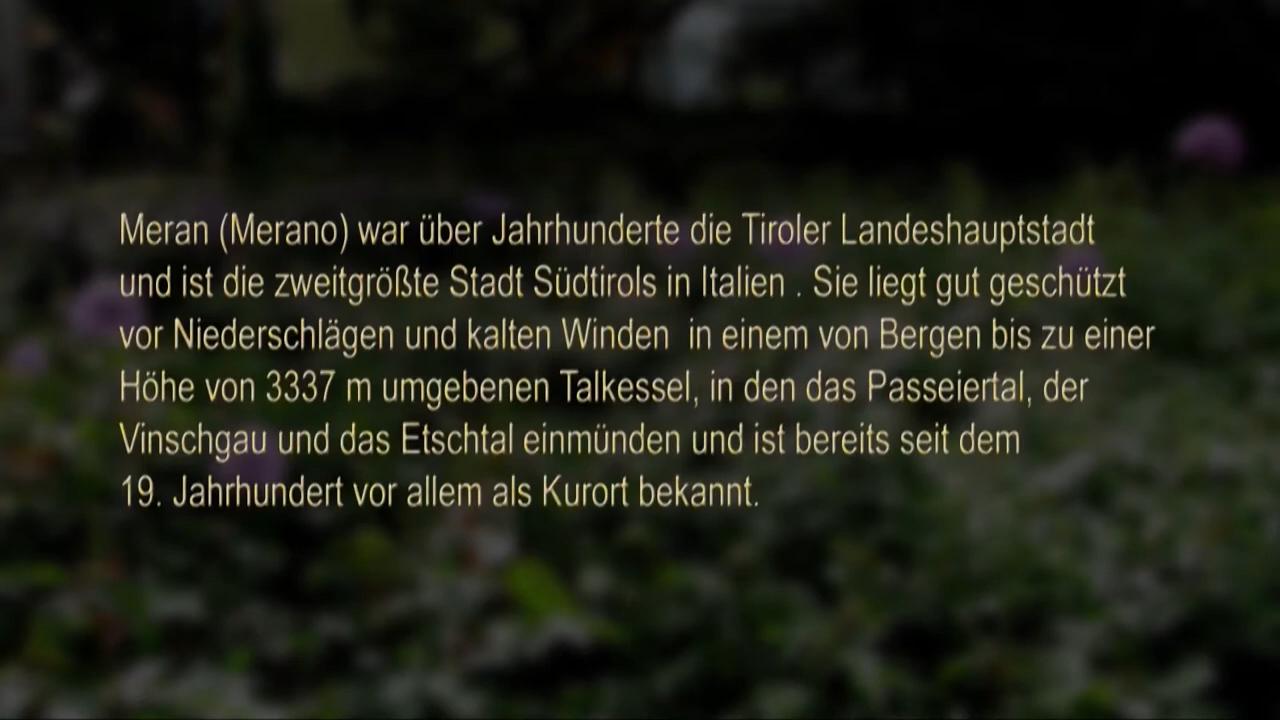 Meran (Merano) war über Jahrhunderte die Tiroler Landeshauptstadt
und ist die zweitgrößte Stadt Südtirols in Italien . Sie liegt gut geschützt
vor Niederschlägen und kalten Winden  in einem von Bergen bis zu einer
Höhe von 3337 m umgebenen Talkessel, in den das Passeiertal, der
Vinschgau und das Etschtal einmünden und ist bereits seit dem
19. Jahrhundert vor allem als Kurort bekannt.